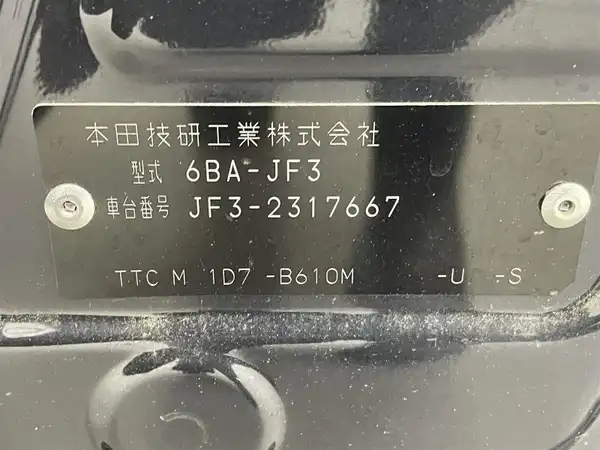 本田技研工業株式会社
型式 6BA-JF3
車台番号 JF3-2317667
TTC M 1D7 -B610M -U -S